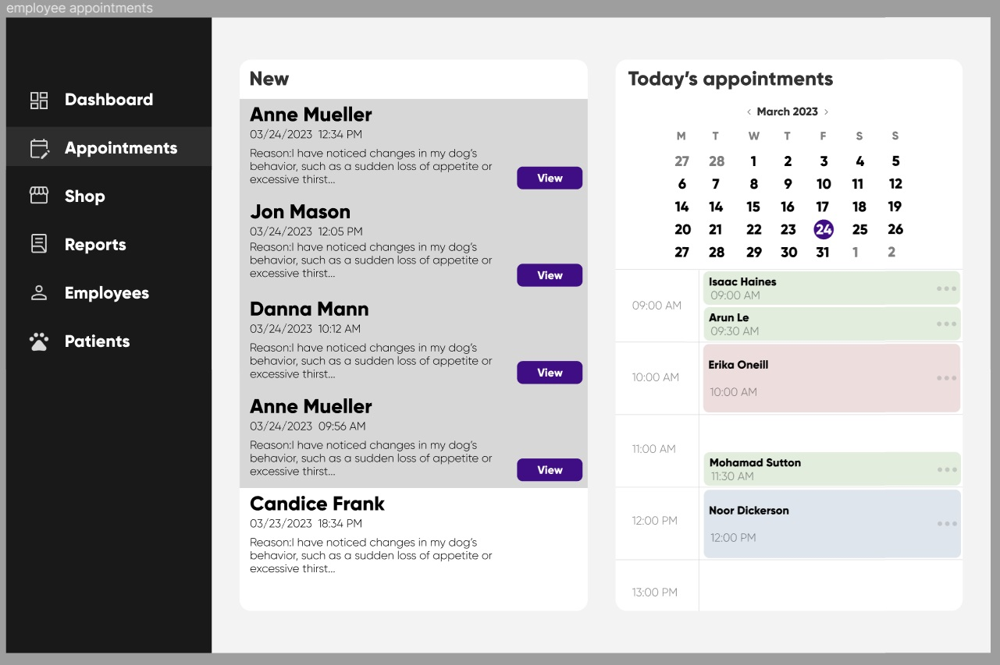 employee appointments
Dashboard
Appointments
Shop
Reports
Employees
Patients
New
Anne Mueller
03/24/2023 12:34 PM
Reason:I have noticed changes in my dog's
behavior, such as a sudden loss of appetite or
excessive thirst...
View
Jon Mason
03/24/2023 12:05 PM
Reason:I have noticed changes in my dog's
behavior, such as a sudden loss of appetite or
excessive thirst...
View
Danna Mann
03/24/2023 10:12 AM
Reason:I have noticed changes in my dog's
behavior, such as a sudden loss of appetite or
excessive thirst...
View
Anne Mueller
03/24/2023 09:56 AM
Reason:I have noticed changes in my dog's
behavior, such as a sudden loss of appetite or
excessive thirst...
View
Candice Frank
03/23/2023 18:34 PM
Reason:I have noticed changes in my dog's
behavior, such as a sudden loss of appetite or
excessive thirst...
Today's appointments
‹ March 2023 ›
M T W T F S S
27 28 1 2 3 4 5
6 7 8 9 10 11 12
14 14 15 16 17 18 19
20 21 22 23 24 25 26
27 28 29 30 31 1 2
09:00 AM
Isaac Haines
09:00 AM
Arun Le
09:30 AM
10:00 AM
Erika Oneill
10:00 AM
11:00 AM
Mohamad Sutton
11:30 AM
12:00 PM
Noor Dickerson
12:00 PM
13:00 PM